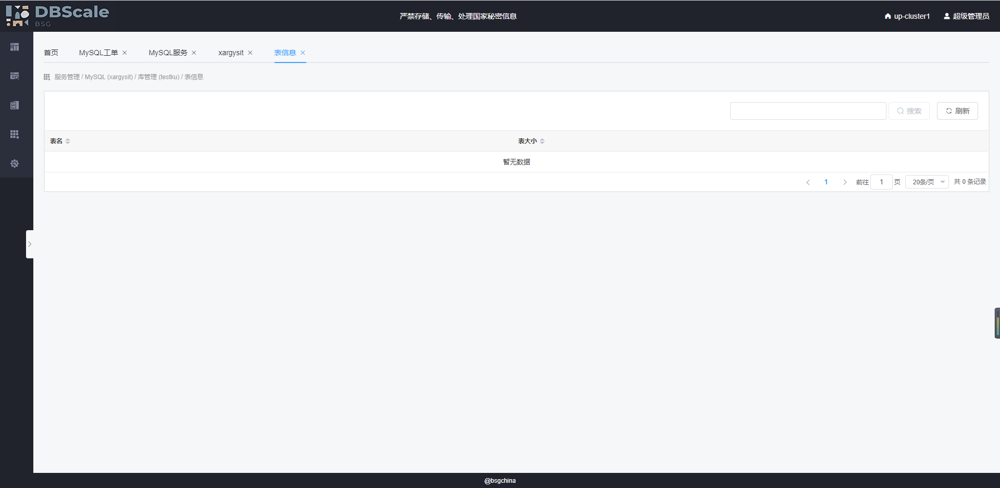 DBScale
BSG
严禁存储、传输、处理国家秘密信息
up-cluster1
超级管理员
首页
MySQL工单
MySQL服务
xargysit
表信息
服务管理 / MySQL (xargysit) / 库管理 (testku) / 表信息
搜索
刷新
表名
表大小
暂无数据
1
前往 1 页
20条/页
共 0 条记录
@bsgchina